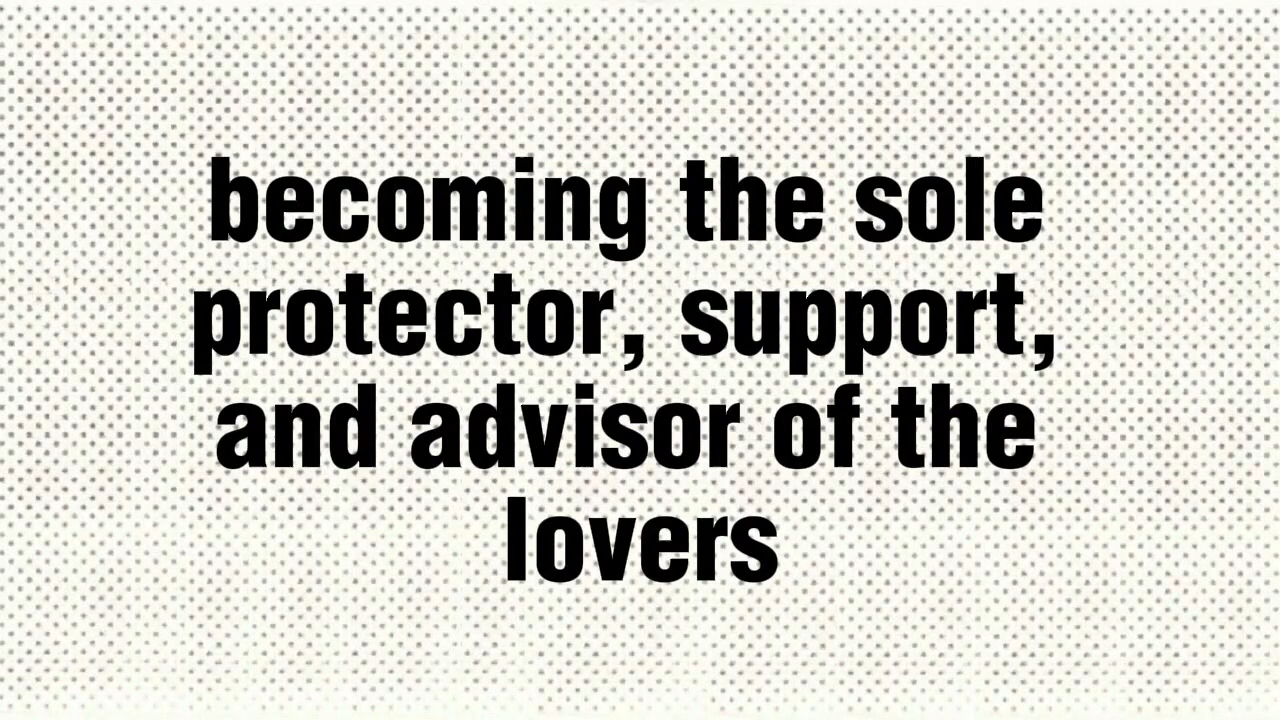 becoming the sole
protector, support,
and advisor of the
lovers